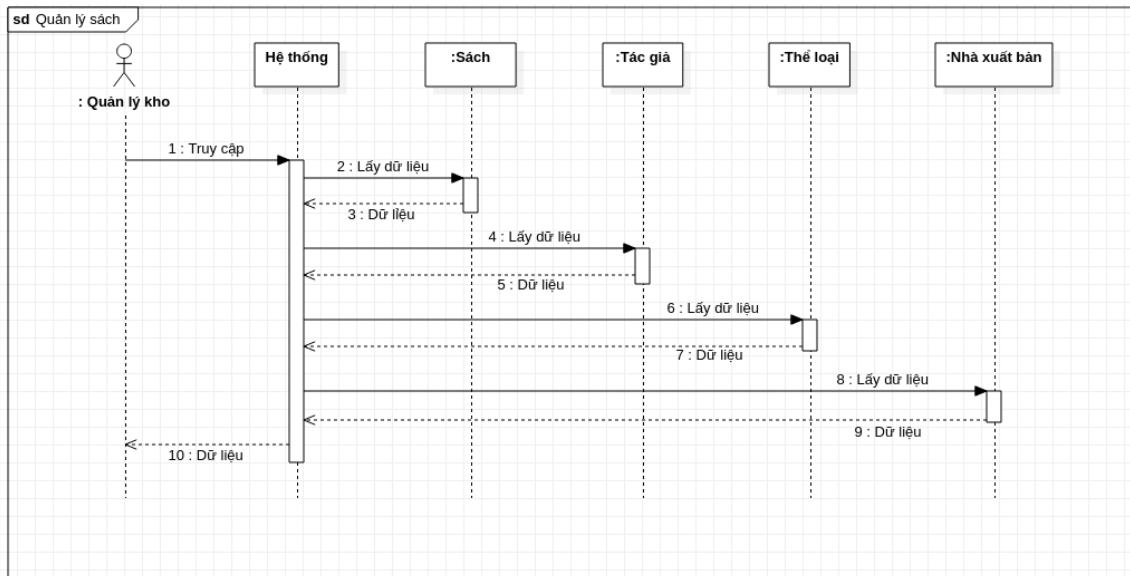 sd Quản lý sách
: Quản lý kho
Hệ thống
:Sách
:Tác giả
:Thể loại
:Nhà xuất bản
1 : Truy cập
2 : Lấy dữ liệu
3 : Dữ liệu
4 : Lấy dữ liệu
5 : Dữ liệu
6 : Lấy dữ liệu
7 : Dữ liệu
8 : Lấy dữ liệu
9 : Dữ liệu
10 : Dữ liệu